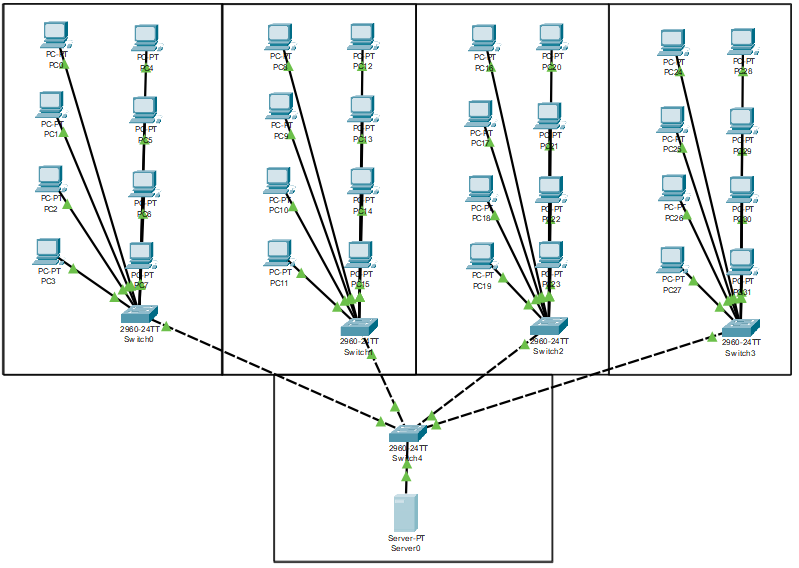 PC-PT
PC0
PC-PT
PC4
PC-PT
PC1
PC-PT
PC5
PC-PT
PC2
PC-PT
PC6
PC-PT
PC3
PC-PT
PC7
2960-24TT
Switch0
PC-PT
PC8
PC-PT
PC12
PC-PT
PC9
PC-PT
PC13
PC-PT
PC10
PC-PT
PC14
PC-PT
PC11
PC-PT
PC15
2960-24TT
Switch1
PC-PT
PC16
PC-PT
PC20
PC-PT
PC17
PC-PT
PC21
PC-PT
PC18
PC-PT
PC22
PC-PT
PC19
PC-PT
PC23
2960-24TT
Switch2
PC-PT
PC24
PC-PT
PC28
PC-PT
PC25
PC-PT
PC29
PC-PT
PC26
PC-PT
PC30
PC-PT
PC27
PC-PT
PC31
2960-24TT
Switch3
2960-24TT
Switch4
Server-PT
Server0